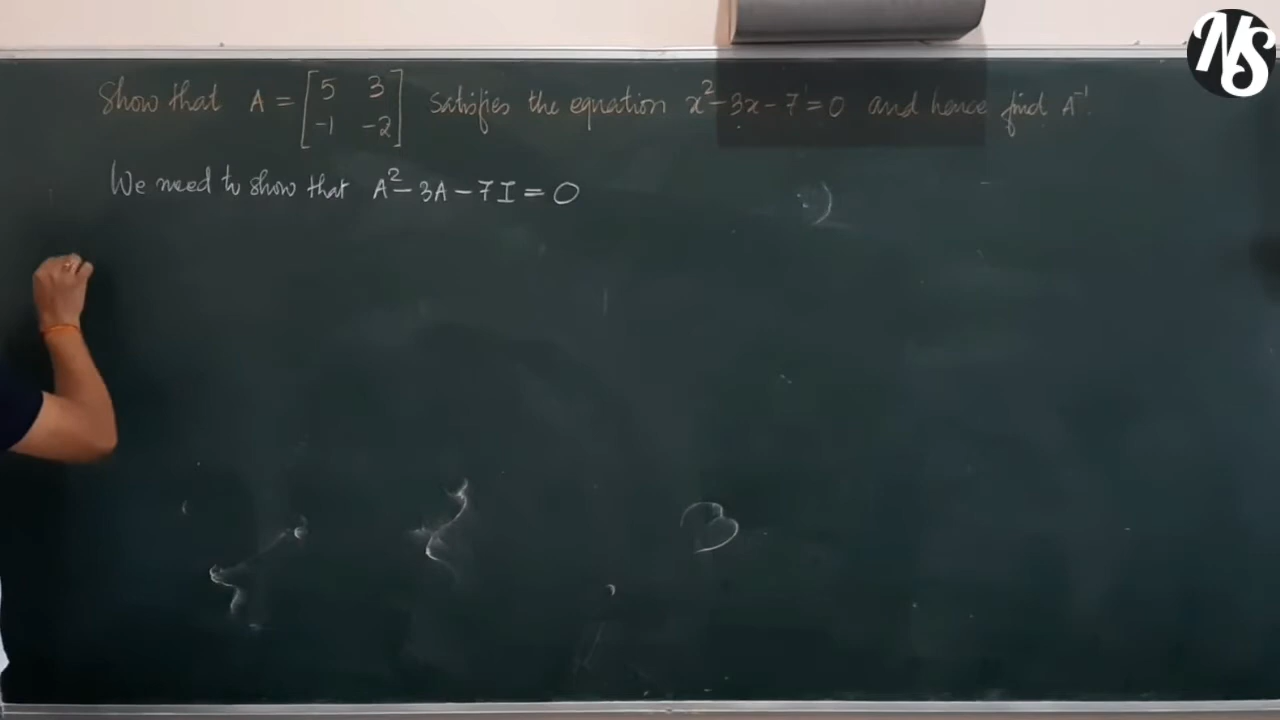 Show that A = [5 3 -1 -2] satisfies the equation x²-3x-7=0 and hence find A⁻¹.
We need to show that A²-3A-7I=O
NS